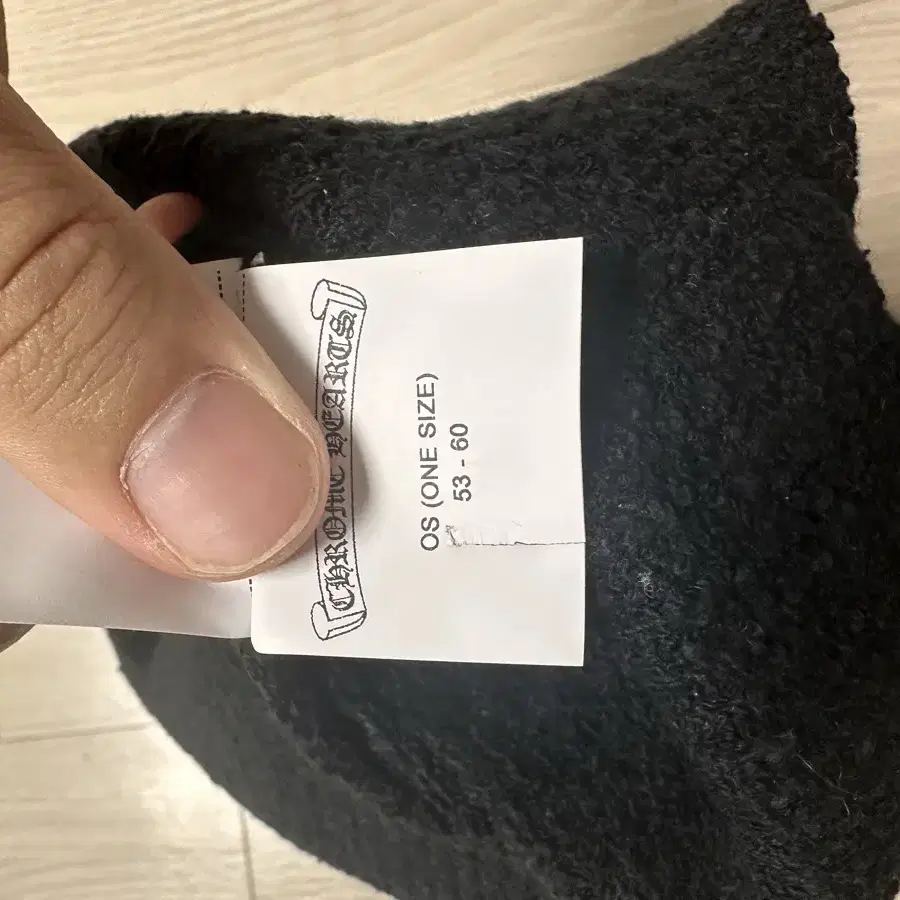 CHROME HEARTS
OS (ONE SIZE)
53 - 60